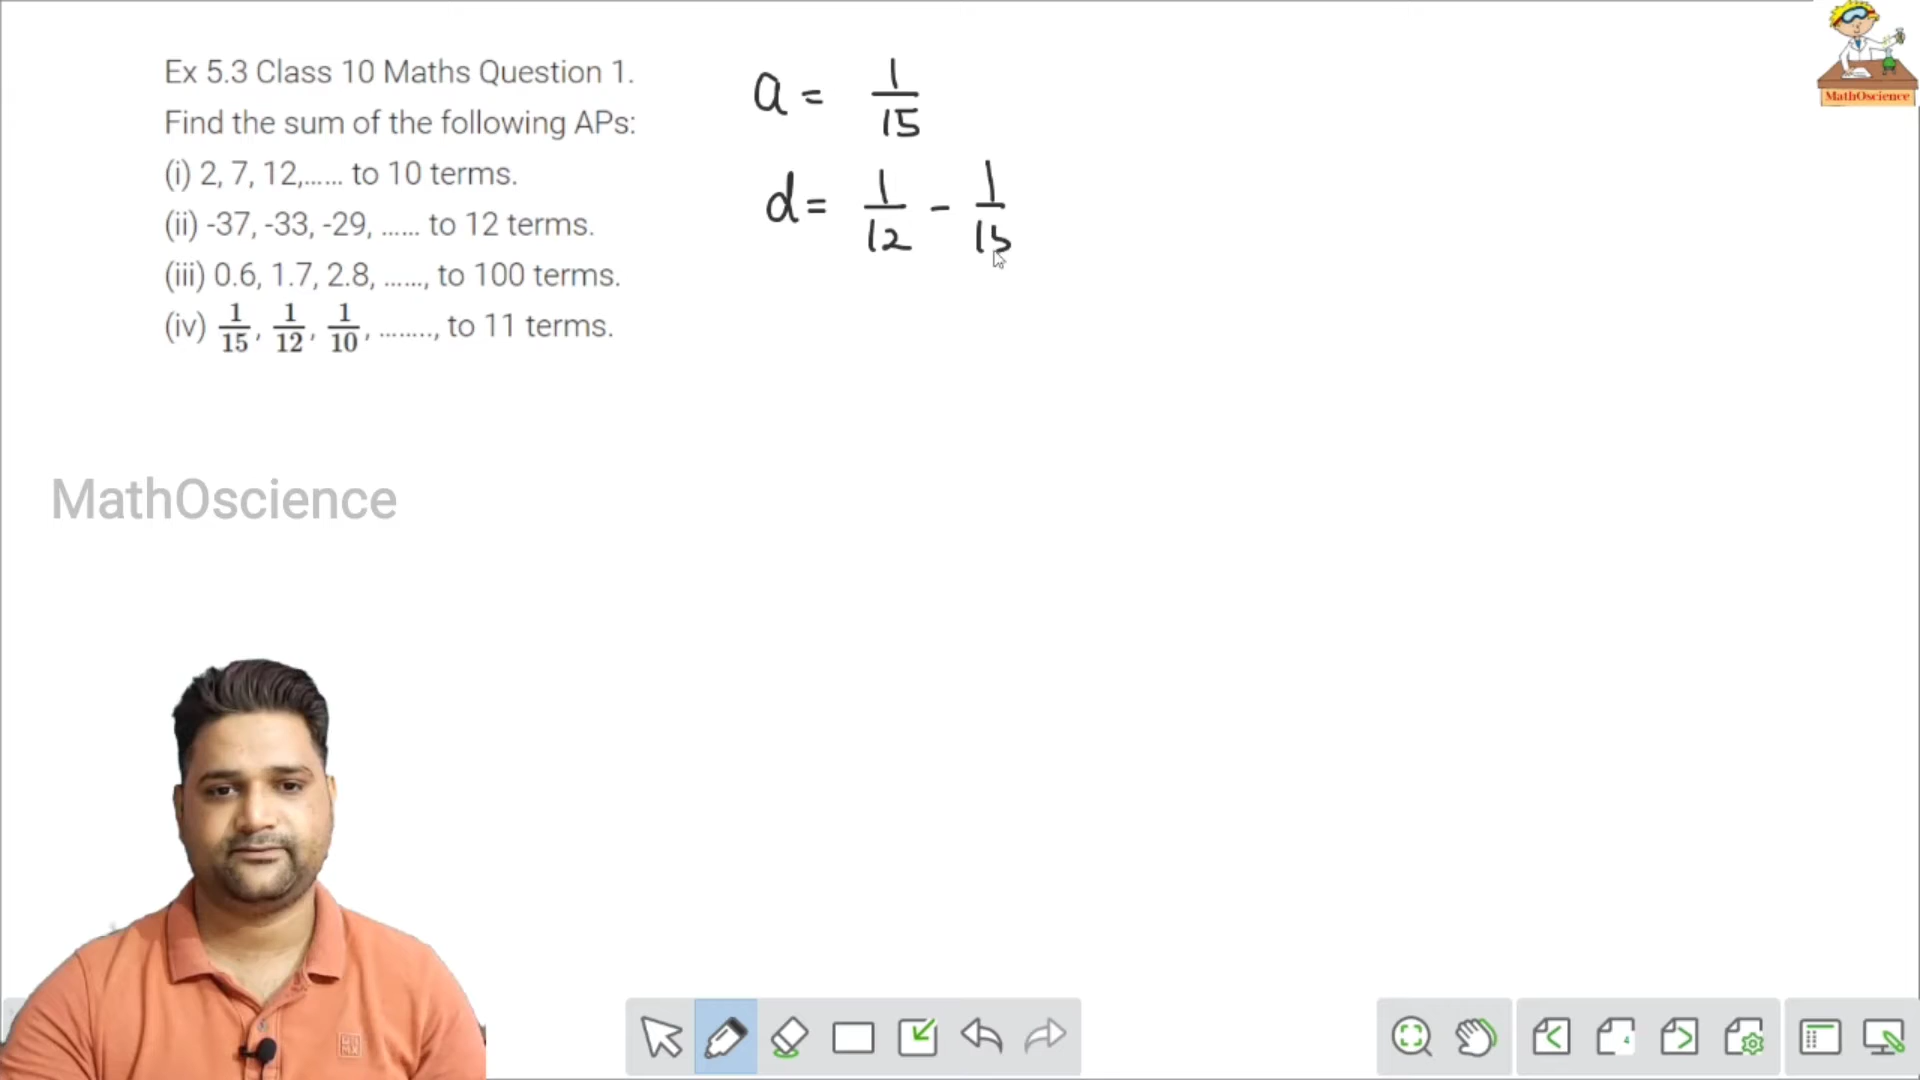 Ex 5.3 Class 10 Maths Question 1.
Find the sum of the following APs:
(i) 2, 7, 12,...... to 10 terms.
(ii) -37, -33, -29, ...... to 12 terms.
(iii) 0.6, 1.7, 2.8, ......, to 100 terms.
(iv) 1/15, 1/12, 1/10, ........, to 11 terms.
a = 1/15
d = 1/12 - 1/15
MathOscience
MathOscience
4